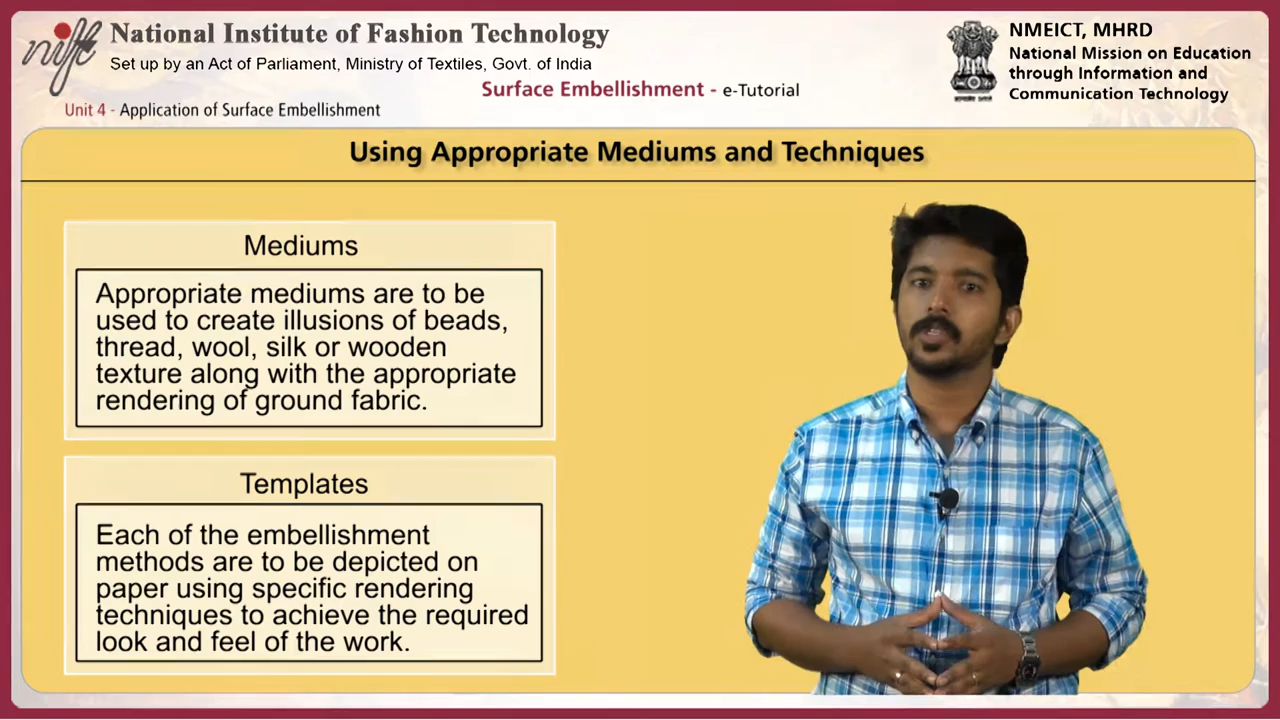 nift
National Institute of Fashion Technology
Set up by an Act of Parliament, Ministry of Textiles, Govt. of India
NMEICT, MHRD
National Mission on Education
through Information and
Communication Technology
Surface Embellishment - e-Tutorial
Unit 4 - Application of Surface Embellishment
Using Appropriate Mediums and Techniques
Mediums
Appropriate mediums are to be
used to create illusions of beads,
thread, wool, silk or wooden
texture along with the appropriate
rendering of ground fabric.
Templates
Each of the embellishment
methods are to be depicted on
paper using specific rendering
techniques to achieve the required
look and feel of the work.